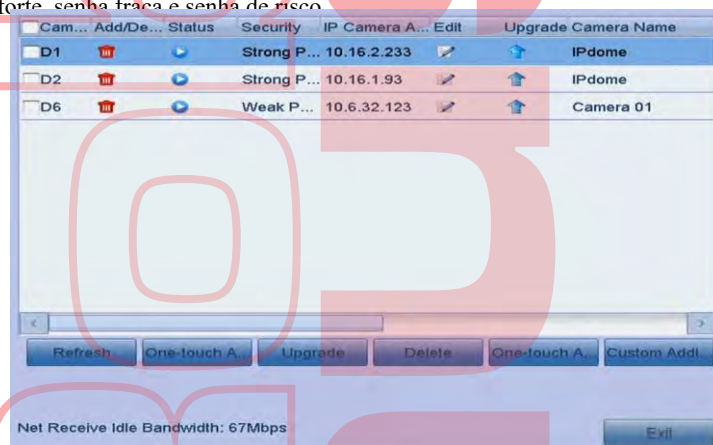 forte, senha fraca e senha de risco
Cam... Add/De... Status Security IP Camera A... Edit Upgrade Camera Name
D1 Strong P... 10.16.2.233 IPdome
D2 Strong P... 10.16.1.93 IPdome
D6 Weak P... 10.6.32.123 Camera 01
Refresh One-touch A... Upgrade Delete One-touch A... Custom Addi...
Net Receive Idle Bandwidth: 67Mbps
Exit